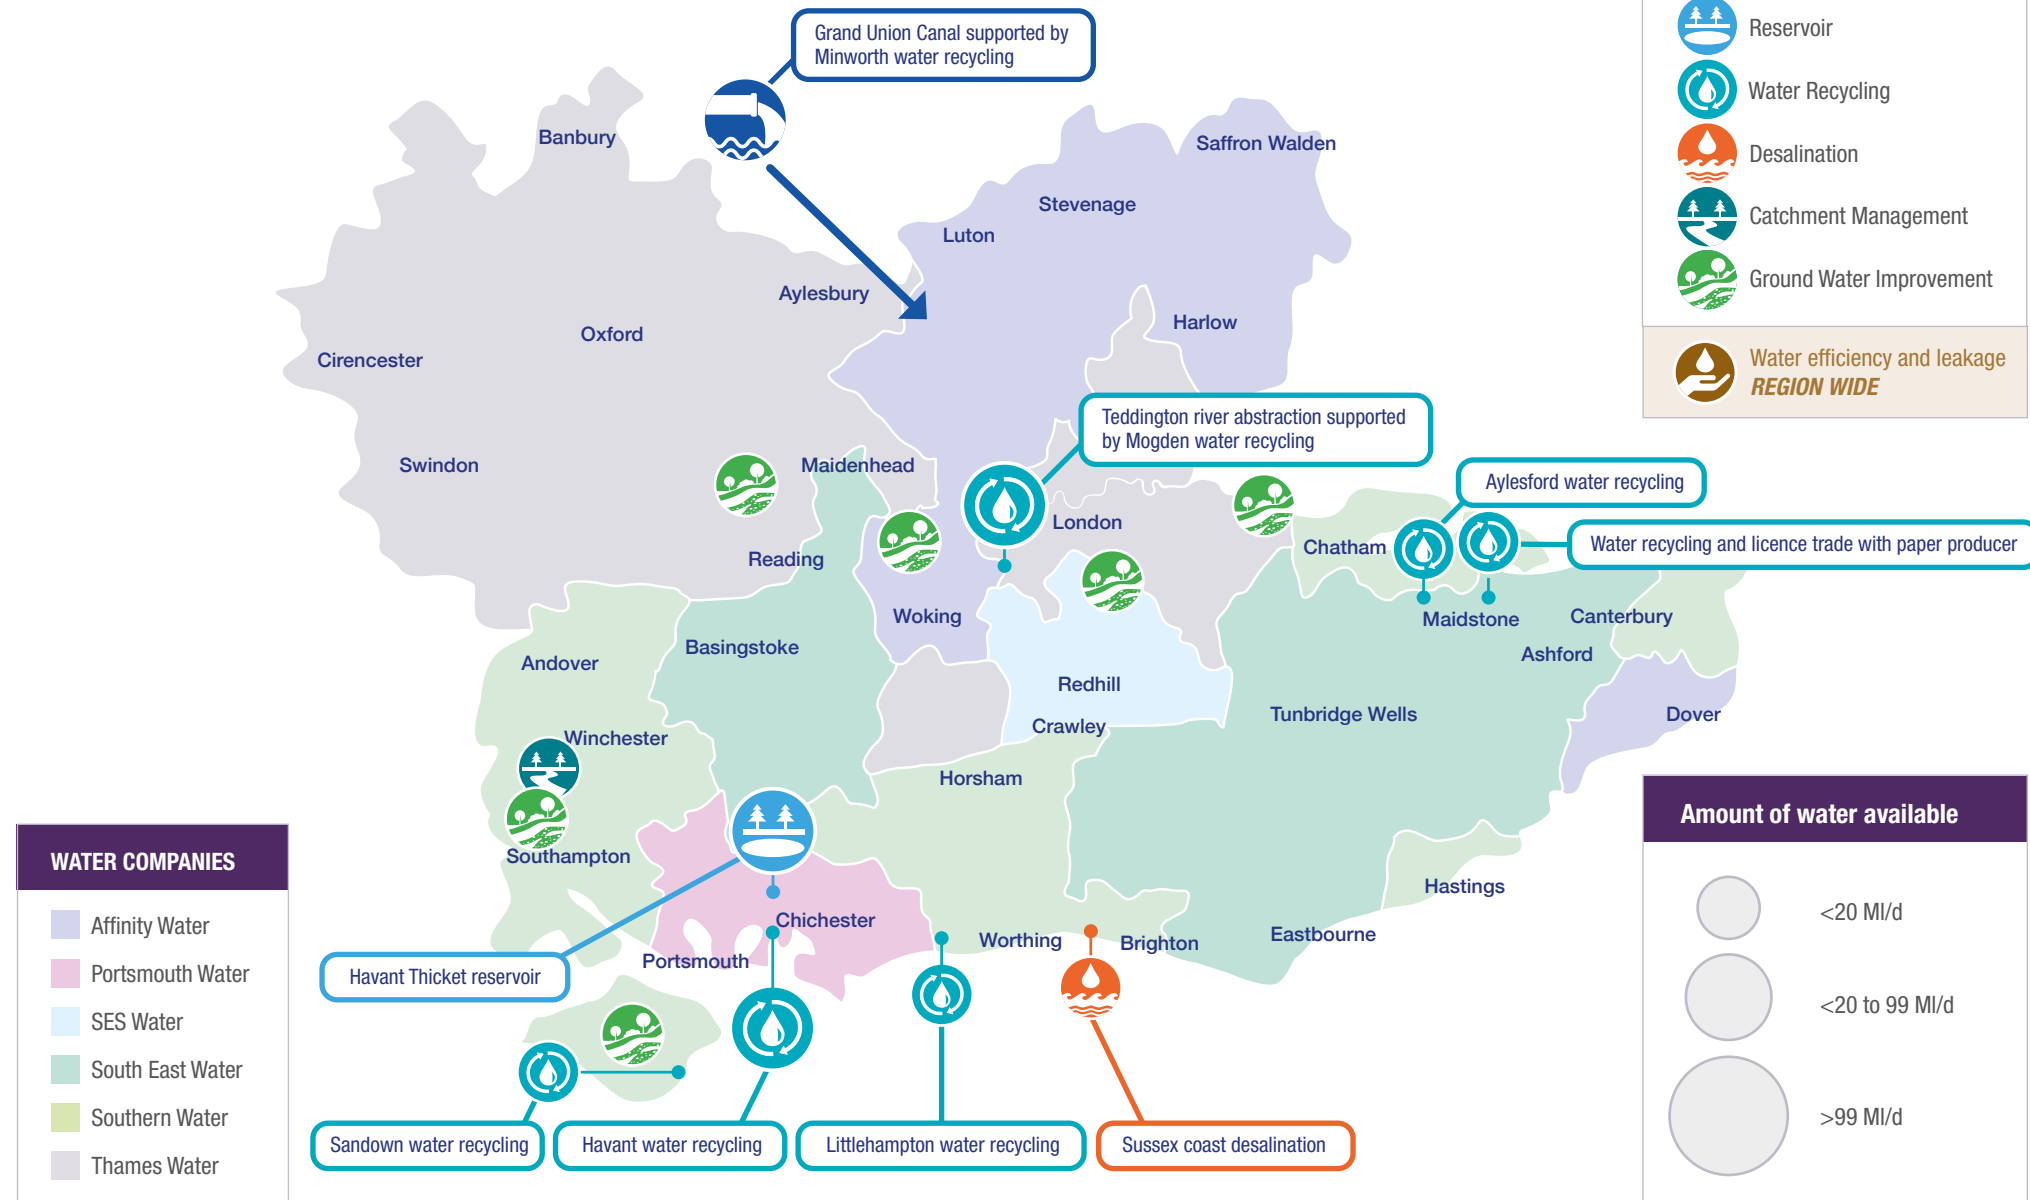 Grand Union Canal supported by
Minworth water recycling
Reservoir
Water Recycling
Desalination
Catchment Management
Ground Water Improvement
Water efficiency and leakage
REGION WIDE
Banbury
Saffron Walden
Stevenage
Luton
Aylesbury
Harlow
Oxford
Cirencester
Teddington river abstraction supported
by Mogden water recycling
Swindon
Maidenhead
Aylesford water recycling
London
Chatham
Water recycling and licence trade with paper producer
Reading
Woking
Maidstone
Canterbury
Basingstoke
Andover
Ashford
Redhill
Tunbridge Wells
Dover
Crawley
Winchester
Horsham
Southampton
Hastings
Chichester
Worthing
Brighton
Eastbourne
Portsmouth
Havant Thicket reservoir
Sandown water recycling
Havant water recycling
Littlehampton water recycling
Sussex coast desalination
WATER COMPANIES
Affinity Water
Portsmouth Water
SES Water
South East Water
Southern Water
Thames Water
Amount of water available
<20 Ml/d
<20 to 99 Ml/d
>99 Ml/d